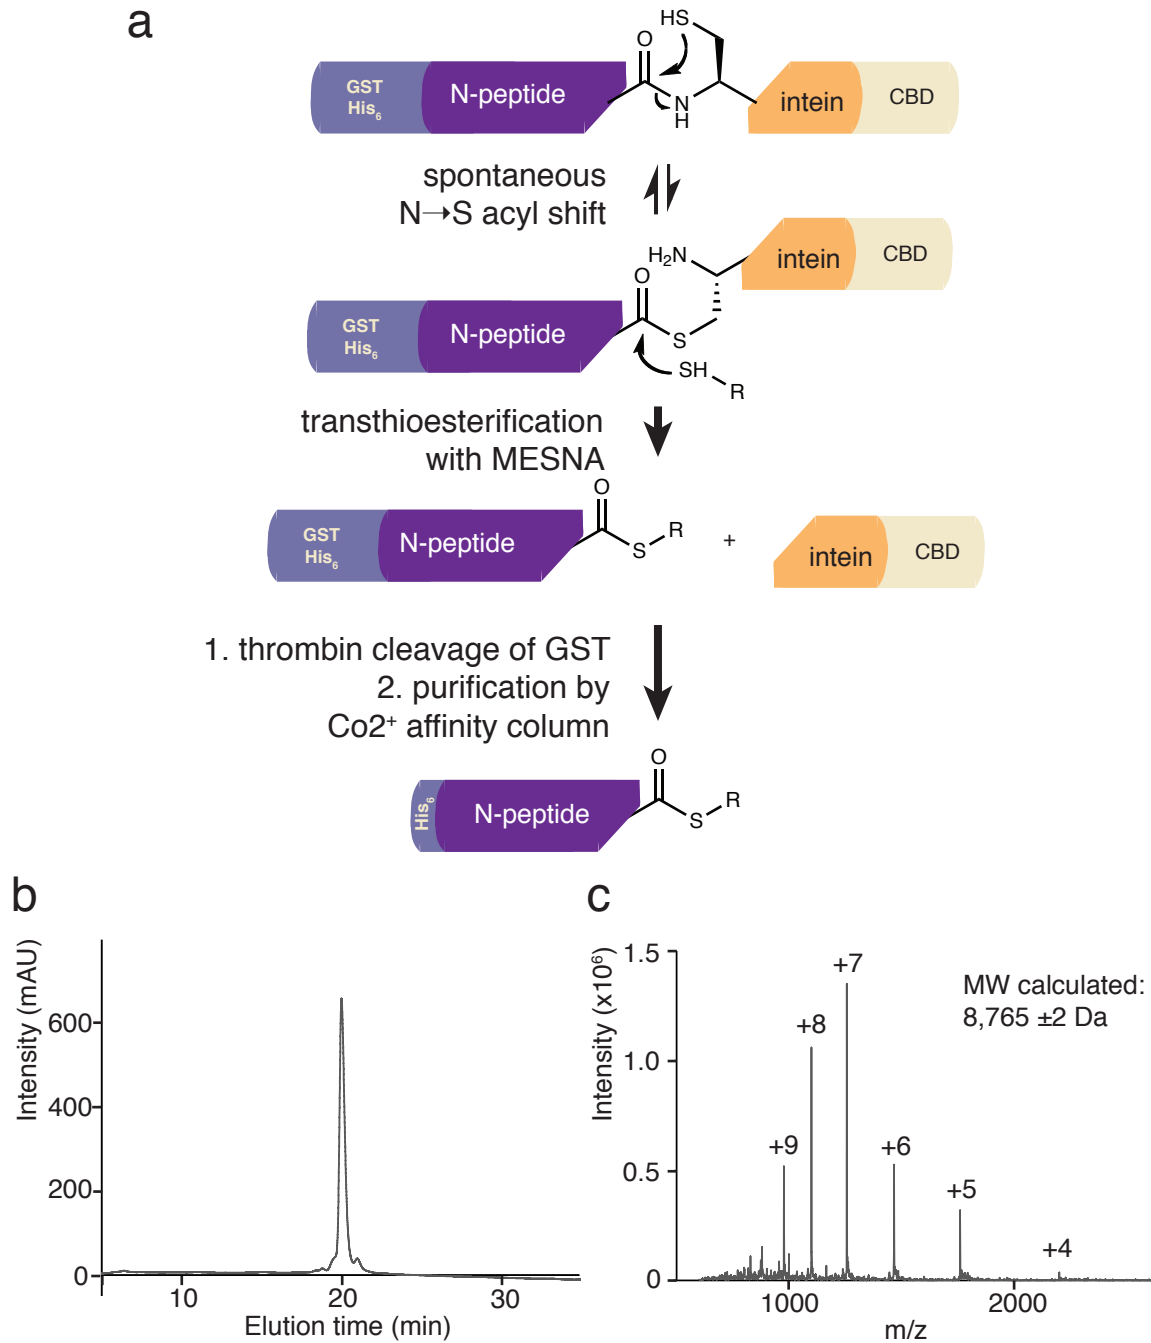 a
HS
O
GST
His6
N-peptide
N
H
intein
CBD
spontaneous
N→S acyl shift
H2N
O
intein
CBD
GST
His6
N-peptide
S
SH
R
transthioesterification
with MESNA
O
GST
His6
N-peptide
S
R
+
intein
CBD
1. thrombin cleavage of GST
2. purification by
Co2+ affinity column
O
His6
N-peptide
S
R
b
Intensity (mAU)
600
400
200
0
10
20
30
Elution time (min)
c
Intensity (x10⁶)
1.5
1.0
0.5
0
+9
+8
+7
+6
+5
+4
MW calculated:
8,765 ±2 Da
1000
2000
m/z